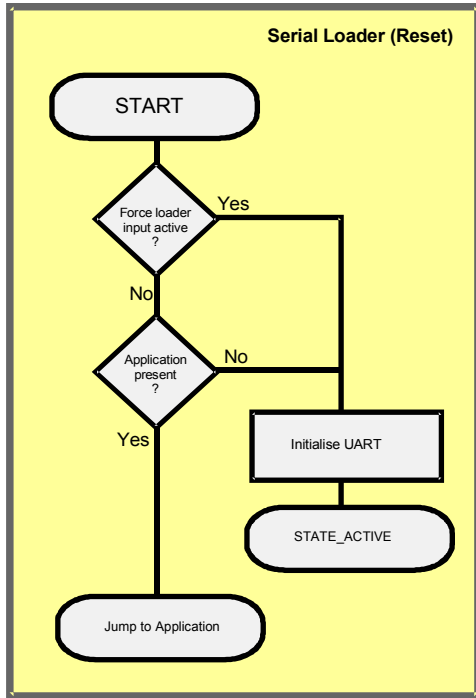 Serial Loader (Reset)
START
Force loader
input active
?
Yes
No
Application
present
?
No
Yes
Initialise UART
STATE_ACTIVE
Jump to Application